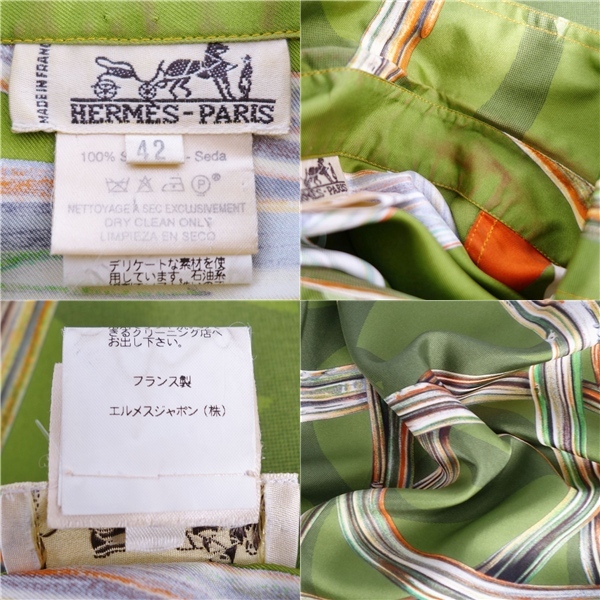 MADE IN FRANCE
HERMES-PARIS
42
100% S - Seda
NETTOYAGE A SEC EXCLUSIVEMENT
DRY CLEAN ONLY
LIMPIEZA EN SECO
デリケートな素材を使
用しています。石油系
HERMES-PARIS
きるクリーニング店へ
お出し下さい。
フランス製
エルメスジャポン(株)